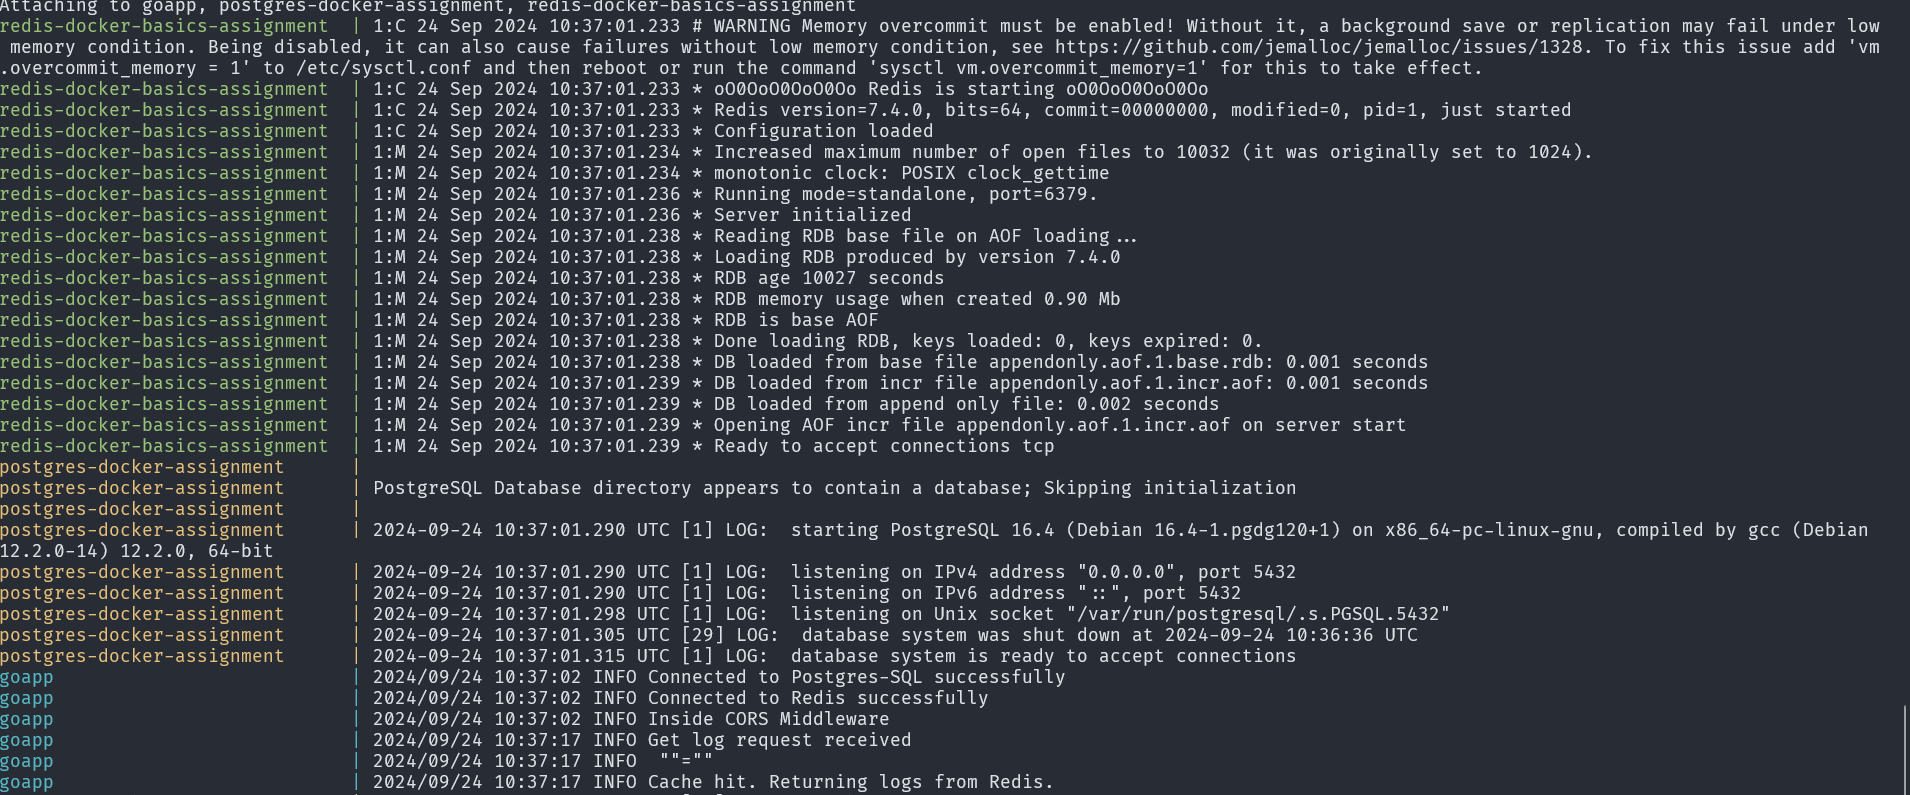 Attaching to goapp, postgres-docker-assignment, redis-docker-basics-assignment
redis-docker-basics-assignment  | 1:C 24 Sep 2024 10:37:01.233 # WARNING Memory overcommit must be enabled! Without it, a background save or replication may fail under low
 memory condition. Being disabled, it can also cause failures without low memory condition, see https://github.com/jemalloc/jemalloc/issues/1328. To fix this issue add 'vm
.overcommit_memory = 1' to /etc/sysctl.conf and then reboot or run the command 'sysctl vm.overcommit_memory=1' for this to take effect.
redis-docker-basics-assignment  | 1:C 24 Sep 2024 10:37:01.233 * oO0OoO0OoO0Oo Redis is starting oO0OoO0OoO0Oo
redis-docker-basics-assignment  | 1:C 24 Sep 2024 10:37:01.233 * Redis version=7.4.0, bits=64, commit=00000000, modified=0, pid=1, just started
redis-docker-basics-assignment  | 1:C 24 Sep 2024 10:37:01.233 * Configuration loaded
redis-docker-basics-assignment  | 1:M 24 Sep 2024 10:37:01.234 * Increased maximum number of open files to 10032 (it was originally set to 1024).
redis-docker-basics-assignment  | 1:M 24 Sep 2024 10:37:01.234 * monotonic clock: POSIX clock_gettime
redis-docker-basics-assignment  | 1:M 24 Sep 2024 10:37:01.236 * Running mode=standalone, port=6379.
redis-docker-basics-assignment  | 1:M 24 Sep 2024 10:37:01.236 * Server initialized
redis-docker-basics-assignment  | 1:M 24 Sep 2024 10:37:01.238 * Reading RDB base file on AOF loading...
redis-docker-basics-assignment  | 1:M 24 Sep 2024 10:37:01.238 * Loading RDB produced by version 7.4.0
redis-docker-basics-assignment  | 1:M 24 Sep 2024 10:37:01.238 * RDB age 10027 seconds
redis-docker-basics-assignment  | 1:M 24 Sep 2024 10:37:01.238 * RDB memory usage when created 0.90 Mb
redis-docker-basics-assignment  | 1:M 24 Sep 2024 10:37:01.238 * RDB is base AOF
redis-docker-basics-assignment  | 1:M 24 Sep 2024 10:37:01.238 * Done loading RDB, keys loaded: 0, keys expired: 0.
redis-docker-basics-assignment  | 1:M 24 Sep 2024 10:37:01.238 * DB loaded from base file appendonly.aof.1.base.rdb: 0.001 seconds
redis-docker-basics-assignment  | 1:M 24 Sep 2024 10:37:01.239 * DB loaded from incr file appendonly.aof.1.incr.aof: 0.001 seconds
redis-docker-basics-assignment  | 1:M 24 Sep 2024 10:37:01.239 * DB loaded from append only file: 0.002 seconds
redis-docker-basics-assignment  | 1:M 24 Sep 2024 10:37:01.239 * Opening AOF incr file appendonly.aof.1.incr.aof on server start
redis-docker-basics-assignment  | 1:M 24 Sep 2024 10:37:01.239 * Ready to accept connections tcp
postgres-docker-assignment      |
postgres-docker-assignment      | PostgreSQL Database directory appears to contain a database; Skipping initialization
postgres-docker-assignment      |
postgres-docker-assignment      | 2024-09-24 10:37:01.290 UTC [1] LOG:  starting PostgreSQL 16.4 (Debian 16.4-1.pgdg120+1) on x86_64-pc-linux-gnu, compiled by gcc (Debian
12.2.0-14) 12.2.0, 64-bit
postgres-docker-assignment      | 2024-09-24 10:37:01.290 UTC [1] LOG:  listening on IPv4 address "0.0.0.0", port 5432
postgres-docker-assignment      | 2024-09-24 10:37:01.290 UTC [1] LOG:  listening on IPv6 address "::", port 5432
postgres-docker-assignment      | 2024-09-24 10:37:01.298 UTC [1] LOG:  listening on Unix socket "/var/run/postgresql/.s.PGSQL.5432"
postgres-docker-assignment      | 2024-09-24 10:37:01.305 UTC [29] LOG:  database system was shut down at 2024-09-24 10:36:36 UTC
postgres-docker-assignment      | 2024-09-24 10:37:01.315 UTC [1] LOG:  database system is ready to accept connections
goapp                           | 2024/09/24 10:37:02 INFO Connected to Postgres-SQL successfully
goapp                           | 2024/09/24 10:37:02 INFO Connected to Redis successfully
goapp                           | 2024/09/24 10:37:02 INFO Inside CORS Middleware
goapp                           | 2024/09/24 10:37:17 INFO Get log request received
goapp                           | 2024/09/24 10:37:17 INFO  ""=""
goapp                           | 2024/09/24 10:37:17 INFO Cache hit. Returning logs from Redis.